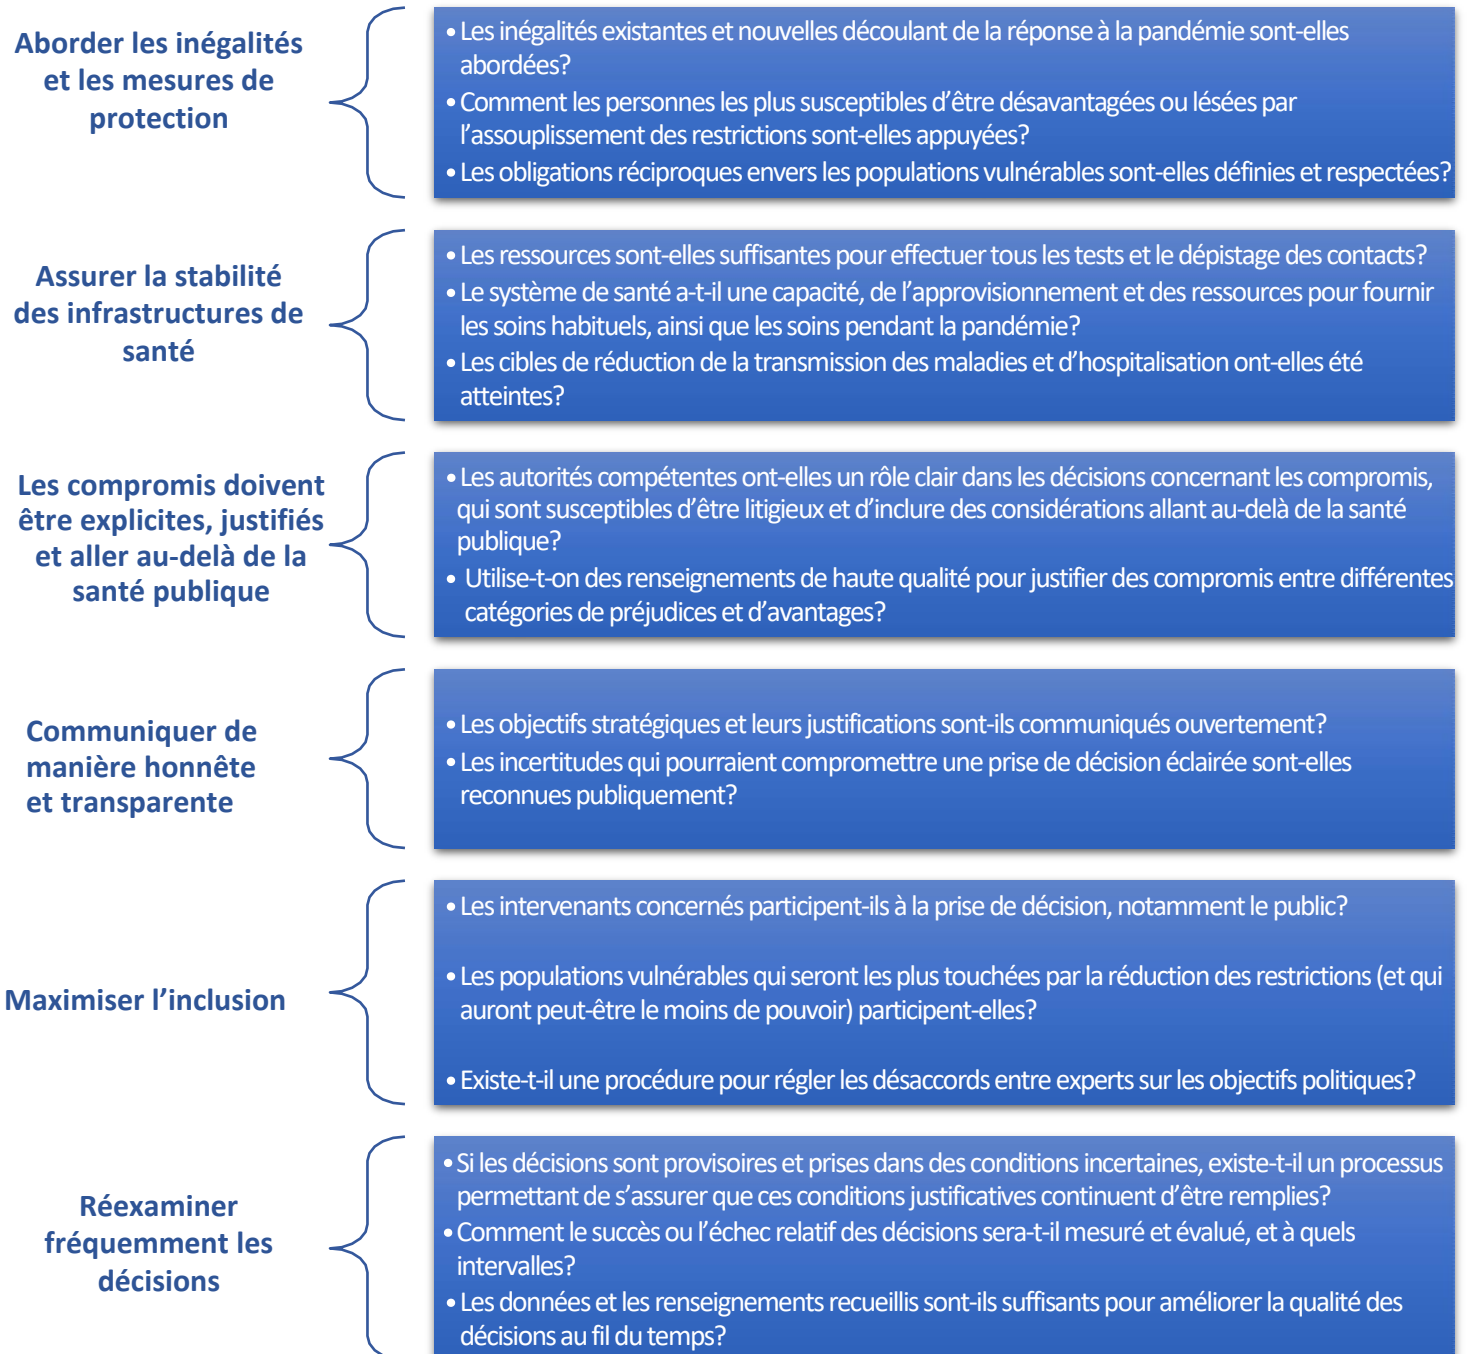 Aborder les inégalités
et les mesures de
protection
• Les inégalités existantes et nouvelles découlant de la réponse à la pandémie sont-elles
abordées?
• Comment les personnes les plus susceptibles d’être désavantagées ou lésées par
l’assouplissement des restrictions sont-elles appuyées?
• Les obligations réciproques envers les populations vulnérables sont-elles définies et respectées?
Assurer la stabilité
des infrastructures de
santé
• Les ressources sont-elles suffisantes pour effectuer tous les tests et le dépistage des contacts?
• Le système de santé a-t-il une capacité, de l’approvisionnement et des ressources pour fournir
les soins habituels, ainsi que les soins pendant la pandémie?
• Les cibles de réduction de la transmission des maladies et d’hospitalisation ont-elles été
atteintes?
Les compromis doivent
être explicites, justifiés
et aller au-delà de la
santé publique
• Les autorités compétentes ont-elles un rôle clair dans les décisions concernant les compromis,
qui sont susceptibles d’être litigieux et d’inclure des considérations allant au-delà de la santé
publique?
• Utilise-t-on des renseignements de haute qualité pour justifier des compromis entre différentes
catégories de préjudices et d’avantages?
Communiquer de
manière honnête
et transparente
• Les objectifs stratégiques et leurs justifications sont-ils communiqués ouvertement?
• Les incertitudes qui pourraient compromettre une prise de décision éclairée sont-elles
reconnues publiquement?
Maximiser l’inclusion
• Les intervenants concernés participent-ils à la prise de décision, notamment le public?
• Les populations vulnérables qui seront les plus touchées par la réduction des restrictions (et qui
auront peut-être le moins de pouvoir) participent-elles?
• Existe-t-il une procédure pour régler les désaccords entre experts sur les objectifs politiques?
Réexaminer
fréquemment les
décisions
• Si les décisions sont provisoires et prises dans des conditions incertaines, existe-t-il un processus
permettant de s’assurer que ces conditions justificatives continuent d’être remplies?
• Comment le succès ou l’échec relatif des décisions sera-t-il mesuré et évalué, et à quels
intervalles?
• Les données et les renseignements recueillis sont-ils suffisants pour améliorer la qualité des
décisions au fil du temps?